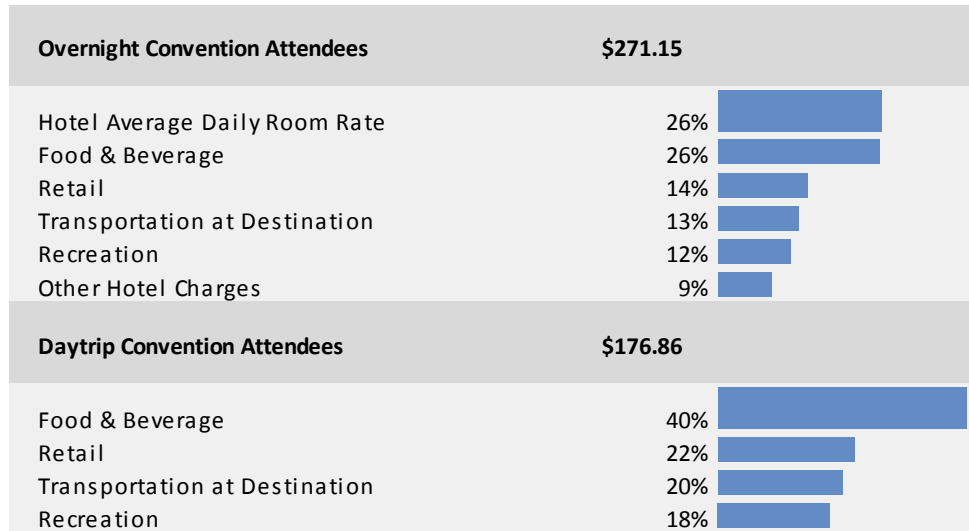 Overnight Convention Attendees $271.15
Hotel Average Daily Room Rate 26%
Food & Beverage 26%
Retail 14%
Transportation at Destination 13%
Recreation 12%
Other Hotel Charges 9%
Daytrip Convention Attendees $176.86
Food & Beverage 40%
Retail 22%
Transportation at Destination 20%
Recreation 18%